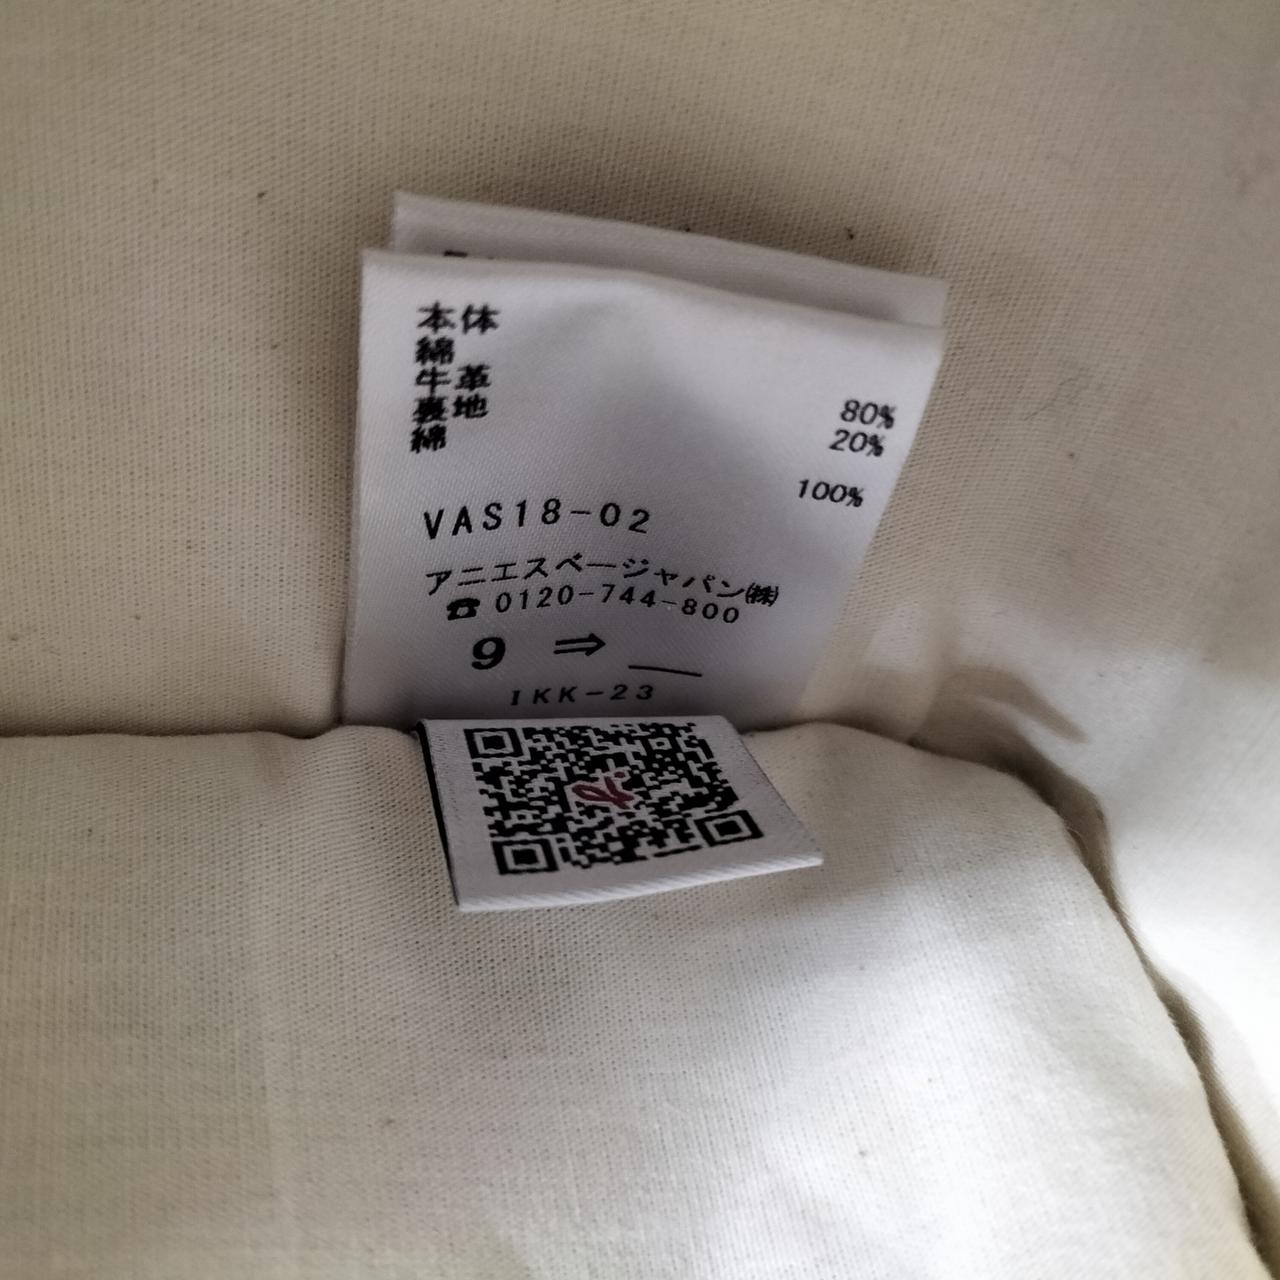 本体
綿 80%
牛革 20%
裏地
綿 100%
VAS18-02
アニエスベージャパン㈱
☎ 0120-744-800
9 ⇒ __
IKK-23
b.